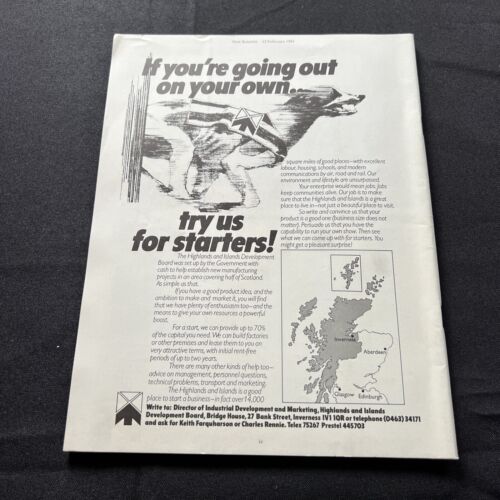 If you're going out
on your own..
try us
for starters!
The Highlands and Islands Development
Board was set up by the Government with
cash to help establish new manufacturing
projects in an area covering half of Scotland.
As simple as that.
If you have a good product idea, and the
ambition to make and market it, you will find
that we have plenty of enthusiasm too—and the
means to give your own resources a powerful
boost.
For a start, we can provide up to 70%
of the capital you need. We can build factories
or other premises and lease them to you on
very attractive terms, with initial rent-free
periods of up to two years.
There are many other kinds of help too—
advice on management, personnel questions,
technical problems, transport and marketing.
The Highlands and Islands is a good
place to start a business—in fact over 14,000
square miles of good places—with excellent
labour, housing, schools, and modern
communications by air, road and rail. Our
environment and lifestyle are unsurpassed.
Your enterprise would mean jobs. Jobs
keep communities alive. Our job is to make
sure that the Highlands and Islands is a great
place to live in—not just a beautiful place to visit.
So write and convince us that your
product is a good one (business size does not
matter). Persuade us that you have the
capability to run your own show. Then see
what we can come up with for starters. You
might get a pleasant surprise!
Inverness
Aberdeen
Glasgow
Edinburgh
Write to: Director of Industrial Development and Marketing, Highlands and Islands
Development Board, Bridge House, 27 Bank Street, Inverness IV1 1QR or telephone (0463) 34171
and ask for Keith Farquharson or Charles Rennie. Telex 75267 Prestel 445703